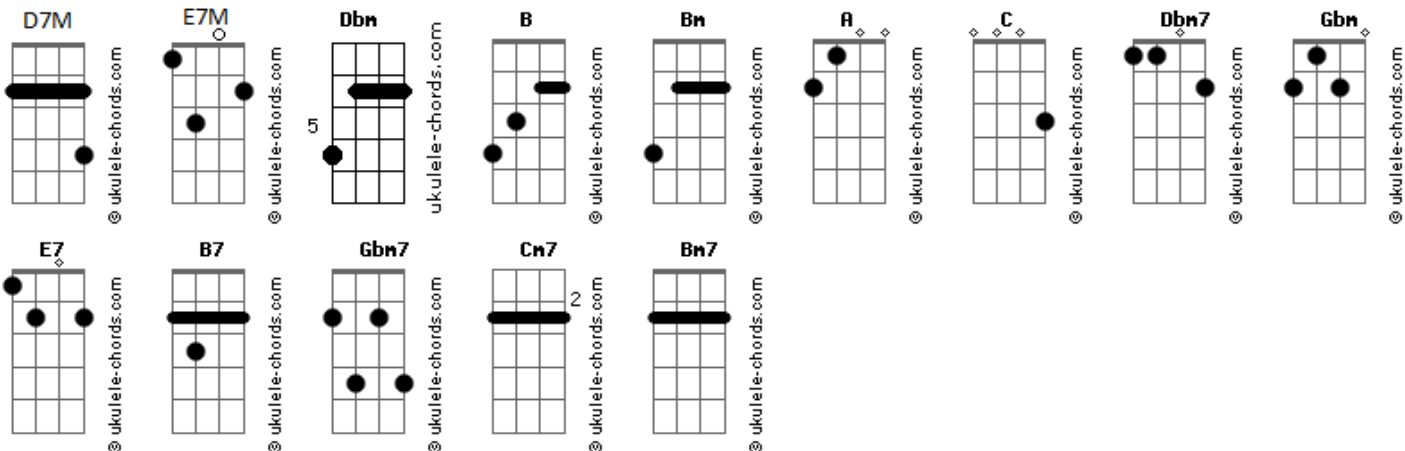 D7M E7M Dbm B Bm A C Dbm7 Gbm
5
© ukulele-chords.com © ukulele-chords.com ukulele-chords.com © ukulele-chords.com © ukulele-chords.com © ukulele-chords.com © ukulele-chords.com © ukulele-chords.com © ukulele-chords.com
E7 B7 Gbm7 Cm7 Bm7
2
© ukulele-chords.com © ukulele-chords.com © ukulele-chords.com © ukulele-chords.com © ukulele-chords.com